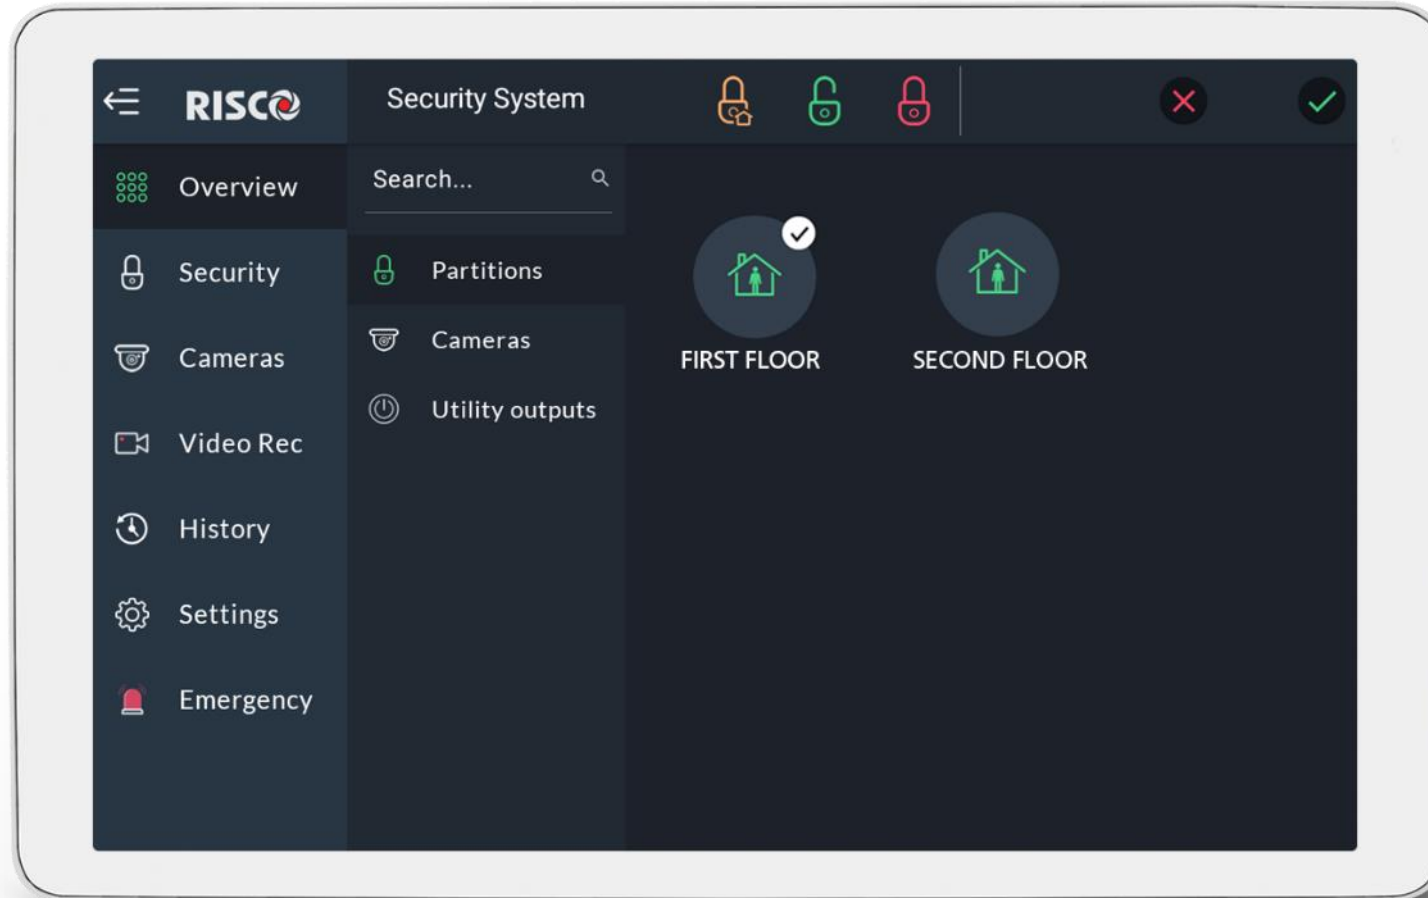 RISCO
Security System
Overview
Security
Cameras
Video Rec
History
Settings
Emergency
Search...
Partitions
Cameras
Utility outputs
FIRST FLOOR
SECOND FLOOR